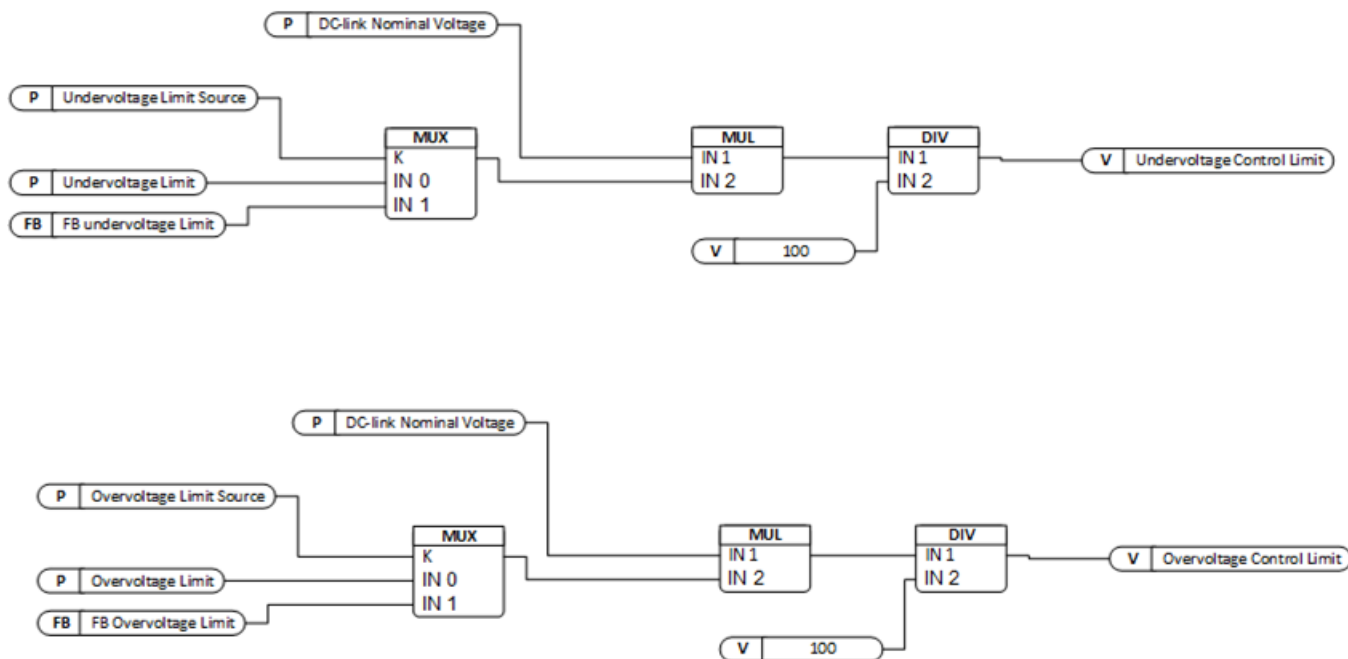 P DC-link Nominal Voltage
P Undervoltage Limit Source
MUX MUL DIV
K IN 1 IN 1
P Undervoltage Limit IN 0 IN 2 IN 2 V Undervoltage Control Limit
IN 1
FB FB undervoltage Limit
V 100
P DC-link Nominal Voltage
P Overvoltage Limit Source
MUX MUL DIV
K IN 1 IN 1 V Overvoltage Control Limit
P Overvoltage Limit IN 0 IN 2 IN 2
IN 1
FB FB Overvoltage Limit
V 100